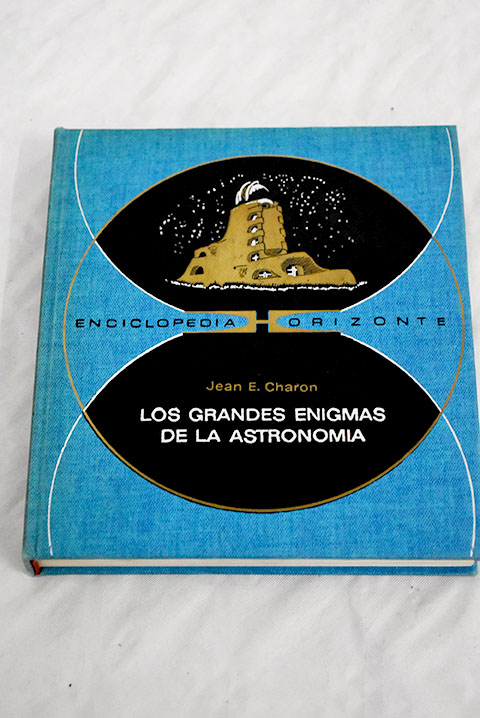 ENCICLOPEDIA HORIZONTE
Jean E. Charon
LOS GRANDES ENIGMAS
DE LA ASTRONOMIA